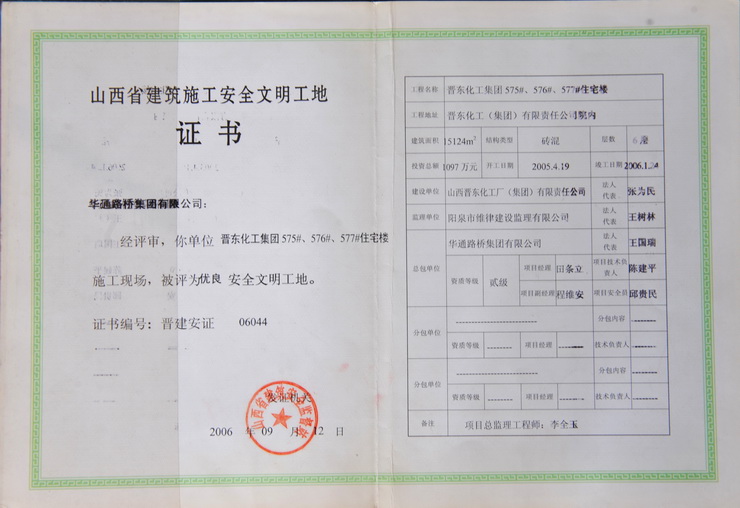 山西省建筑施工安全文明工地
证书
华通路桥集团有限公司：
经评审，你单位 晋东化工集团575#、576#、577#住宅楼
施工现场，被评为优良 安全文明工地。
证书编号：晋建安证 06044
发证机关
2006 年 09 月 12 日
工程名称 晋东化工集团 575#、576#、577#住宅楼
工程地址 晋东化工（集团）有限责任公司院内
建筑面积 15124m² 结构类型 砖混 层数
投资总额 1097 万元 开工日期 2005.4.19 竣工日期
建设单位 山西晋东化工厂（集团）有限责任公司 法人代表 张为民
监理单位 阳泉市维律建设监理有限公司 法人代表 王树林
总包单位 华通路桥集团有限公司 法人代表 王国瑞
资质等级 贰级 项目经理 田条立 项目技术负责人 陈建平
项目副经理 程维安 项目安全员 邱贵民
分包单位 -------------------- 分包内容 -------
资质等级 ------- 项目经理 ------- 技术负责人 -------
分包单位 -------------------- 分包内容 -------
资质等级 ------- 项目经理 ------- 技术负责人 -------
备注 项目总监理工程师：李全玉